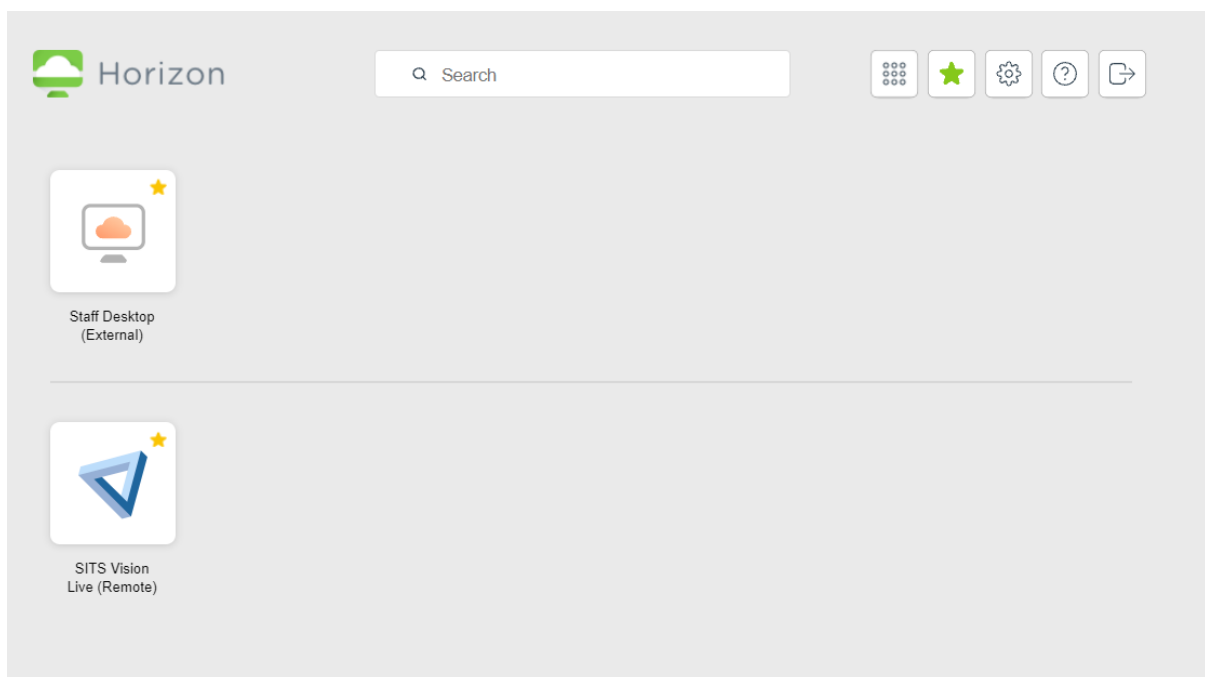 Horizon
Search
?
Staff Desktop
(External)
SITS Vision
Live (Remote)